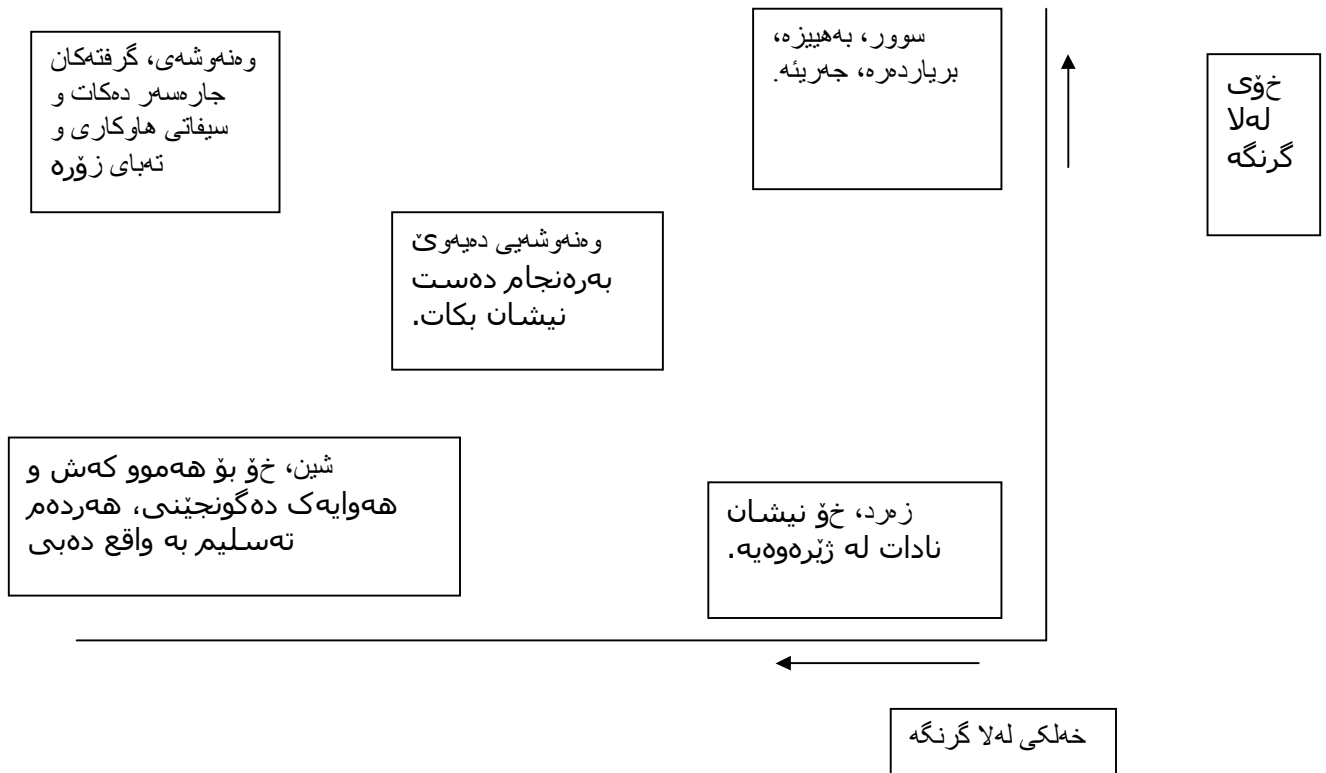 خۆی
لەلا
گرنگە
سوور، بەهییزە،
بریاردەرە، جەریئە.
وەنەوشەی، گرفتەکان
جارەسەر دەکات و
سیفاتی هاوکاری و
تەبای زۆرە
وەنەوشەیی دەیەوێ
بەرەنجام دەست
نیشان بکات.
زەرد، خۆ نیشان
نادات لە ژێرەوەیە.
شین، خۆ بۆ هەموو کەش و
هەوایەک دەگونجێنی، هەردەم
تەسلیم بە واقع دەبی
خەلکی لەلا گرنگە